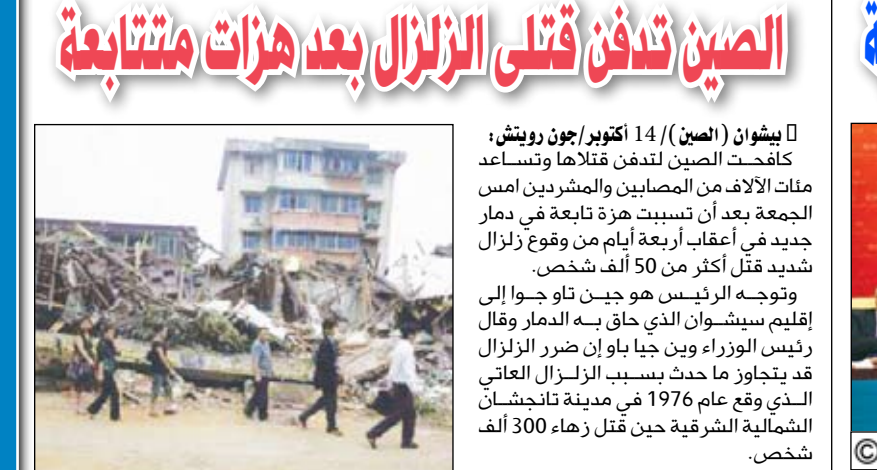 الصين تدفن قتلى الزلزال بعد هزات متتابعة
بيشوان (الصين)/ 14 أكتوبر/جون رويتش:
كافحت الصين لتدفن قتلاها وتساعد
مئات الآلاف من المصابين والمشردين امس
الجمعة بعد أن تسببت هزة تابعة في دمار
جديد في أعقاب أربعة أيام من وقوع زلزال
شديد قتل أكثر من 50 ألف شخص.
وتوجه الرئيس هو جين تاو جوا إلى
إقليم سيشوان الذي حاق به الدمار وقال
رئيس الوزراء وين جيا باو إن ضرر الزلزال
قد يتجاوز ما حدث بسبب الزلزال العاتي
الذي وقع عام 1976 في مدينة تانجشان
الشمالية الشرقية حين قتل زهاء 300 ألف
شخص.